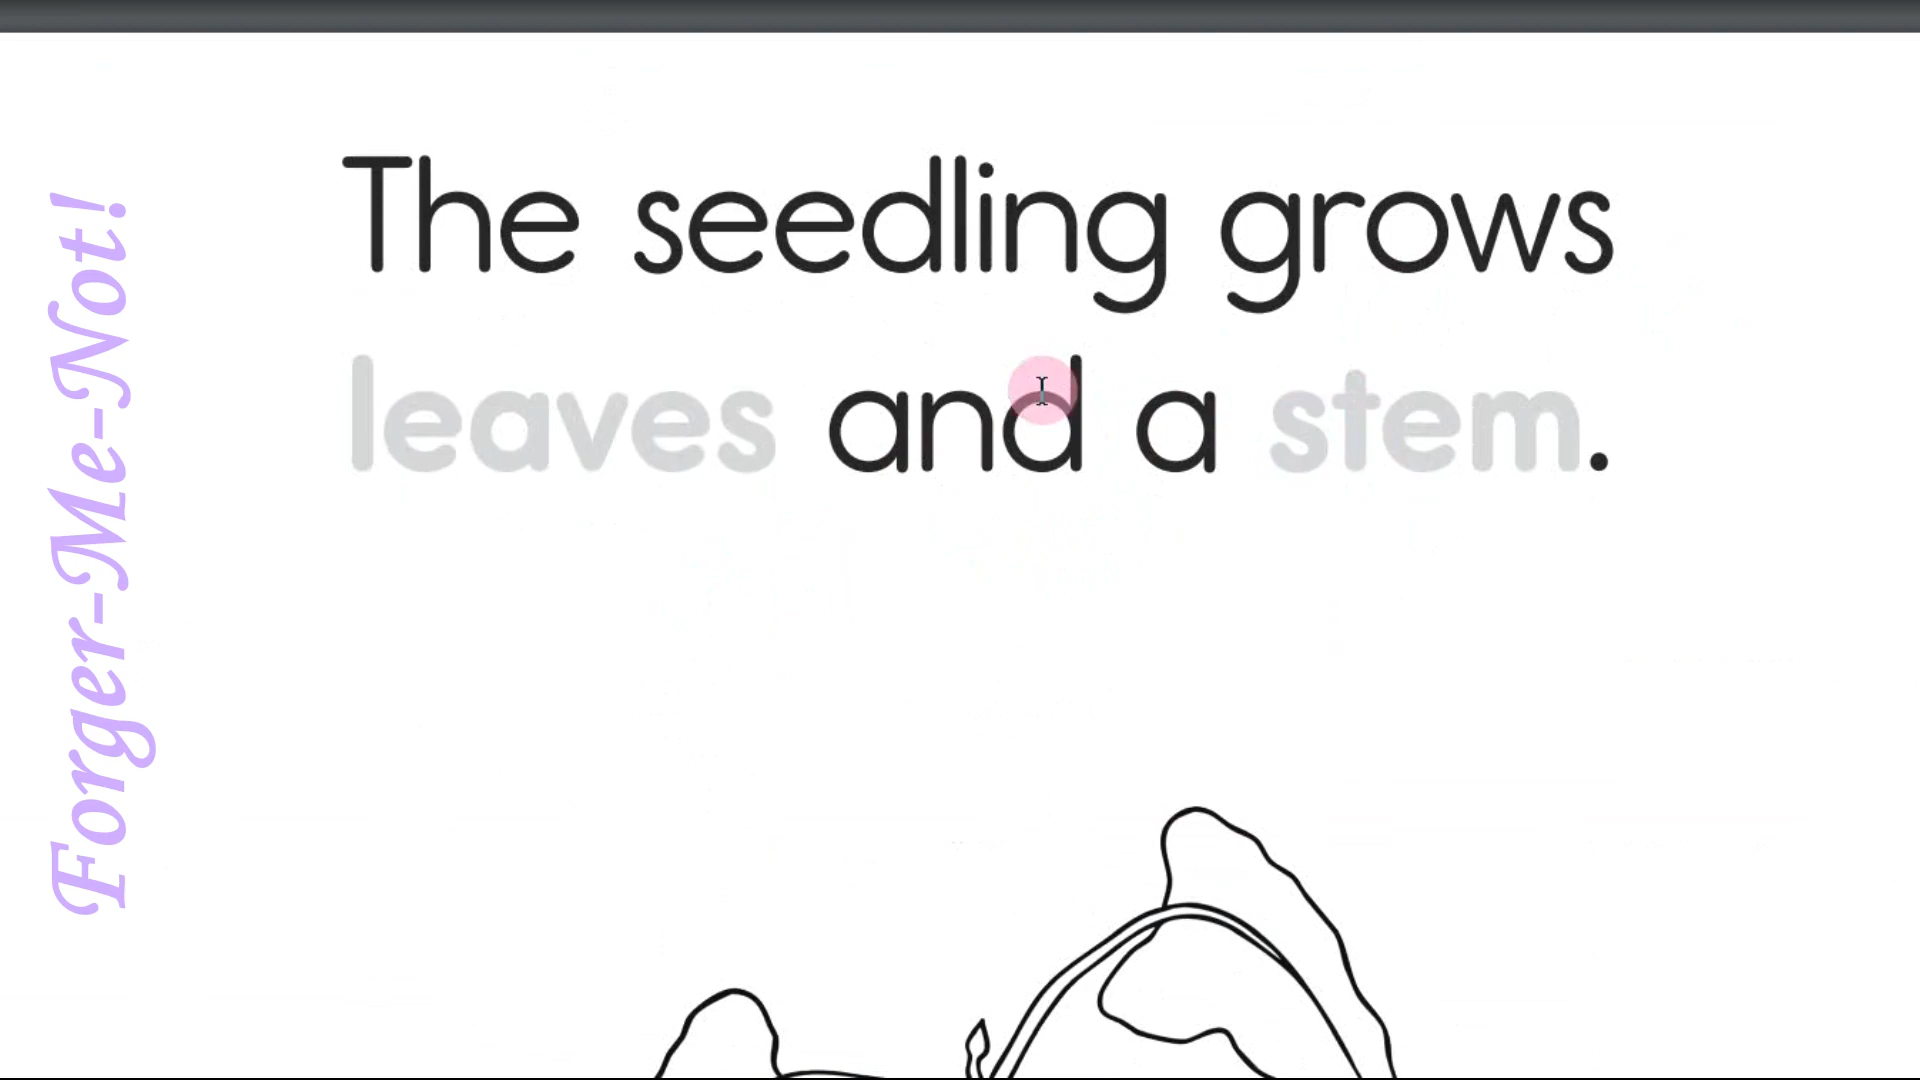 Forger-Me-Not!
The seedling grows
leaves and a stem.